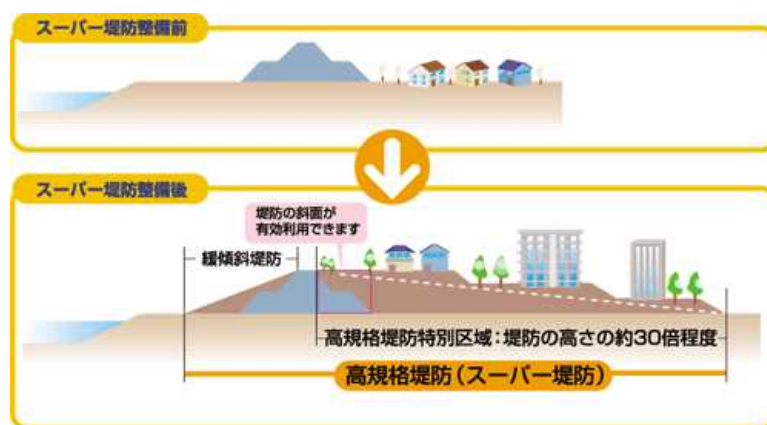 スーパー堤防整備前
スーパー堤防整備後
堤防の斜面が
有効利用できます
緩傾斜堤防
高規格堤防特別区域：堤防の高さの約30倍程度
高規格堤防（スーパー堤防）